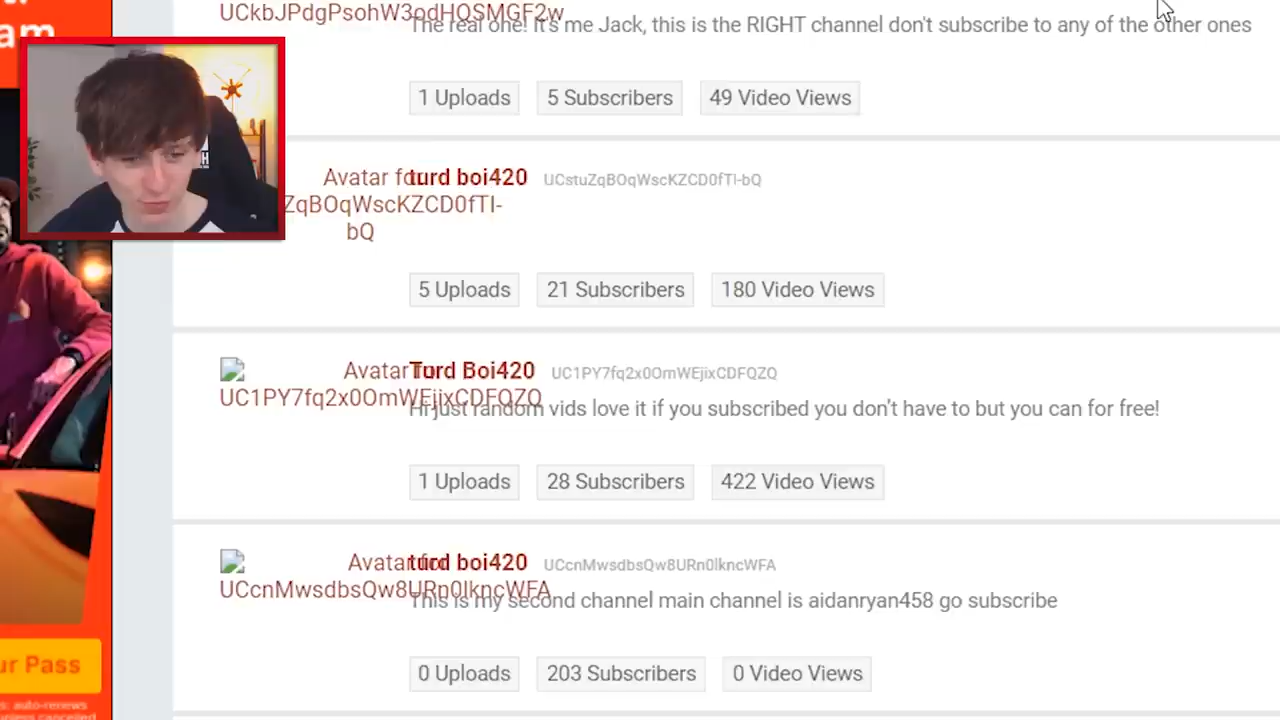 am
UCkbJPdgPsohW3odHQSMGF2w
The real one! It's me Jack, this is the RIGHT channel don't subscribe to any of the other ones
1 Uploads 5 Subscribers 49 Video Views
Avatar for turd boi420 UCstuZqBOqWscKZCD0fTI-bQ
ZqBOqWscKZCD0fTI-
bQ
5 Uploads 21 Subscribers 180 Video Views
Avatar for Turd Boi420 UC1PY7fq2x0OmWEjixCDFQZQ
UC1PY7fq2x0OmWEjixCDFQZQ
Hi just random vids love it if you subscribed you don't have to but you can for free!
1 Uploads 28 Subscribers 422 Video Views
Avatar for turd boi420 UCcnMwsdbsQw8URn0lkncWFA
UCcnMwsdbsQw8URn0lkncWFA
This is my second channel main channel is aidanryan458 go subscribe
0 Uploads 203 Subscribers 0 Video Views
ur Pass
s: auto-renews
unless cancelled